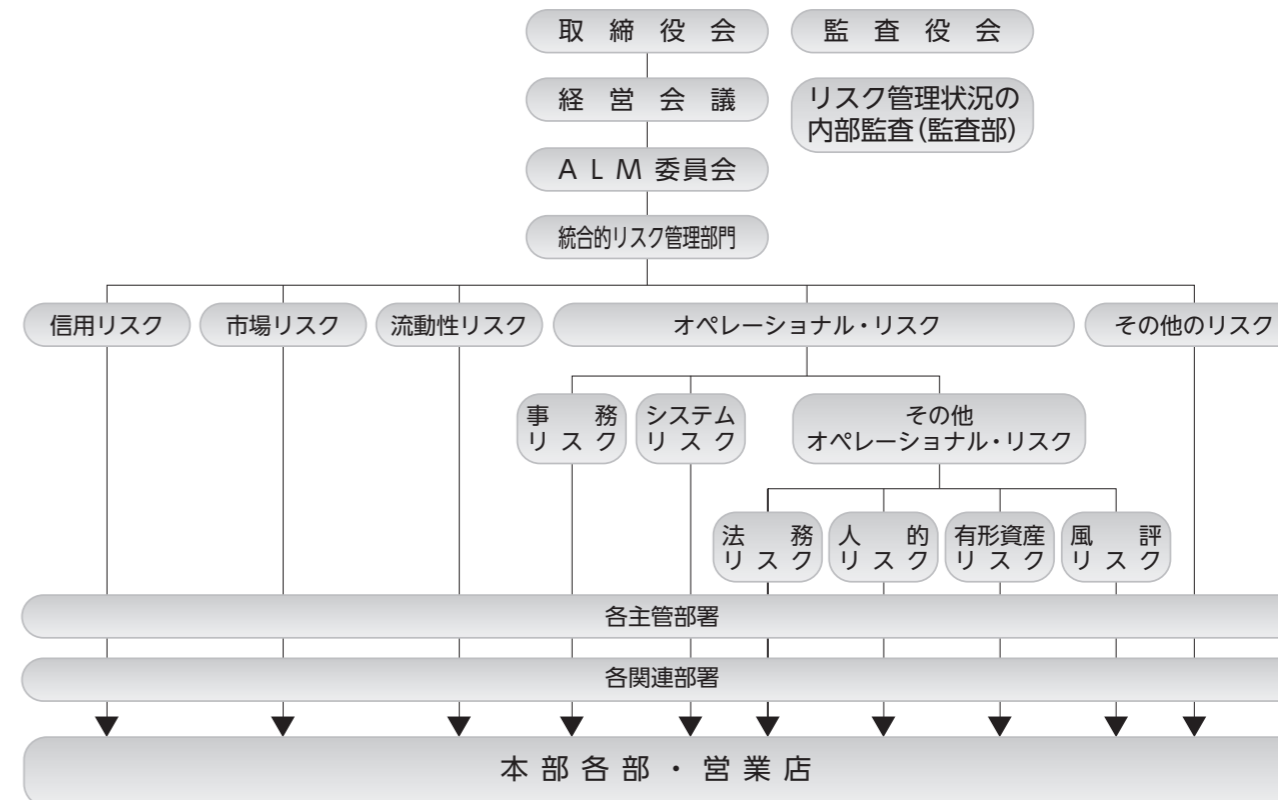 取締役会
監査役会
経営会議
リスク管理状況の
内部監査(監査部)
ALM委員会
統合的リスク管理部門
信用リスク
市場リスク
流動性リスク
オペレーショナル・リスク
その他のリスク
事務
リスク
システム
リスク
その他
オペレーショナル・リスク
法務
リスク
人的
リスク
有形資産
リスク
風評
リスク
各主管部署
各関連部署
本部各部・営業店